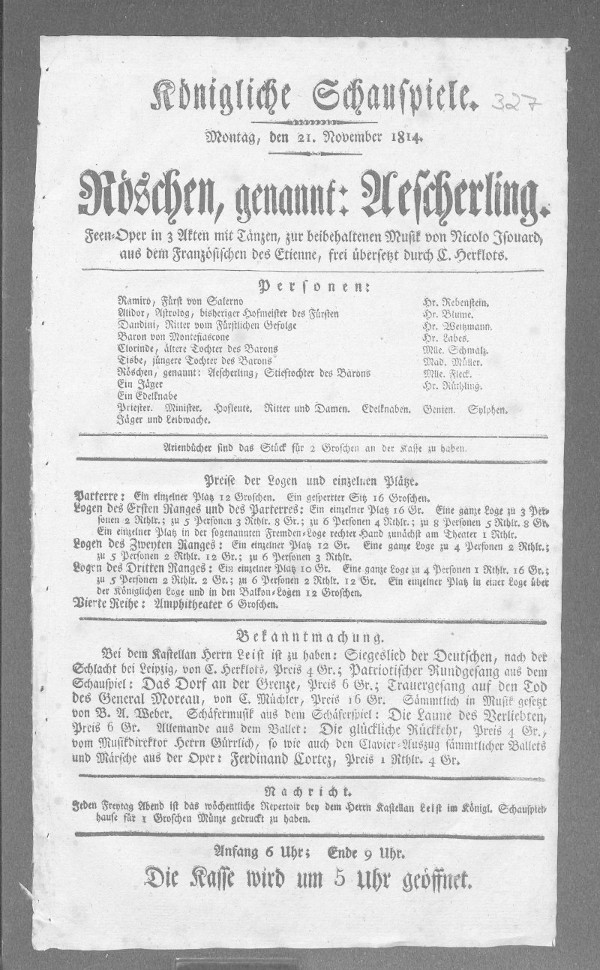 Königliche Schauspiele. 327
Montag, den 21. November 1814.
Röschen, genannt: Aescherling.
Feen-Oper in 3 Akten mit Tänzen, zur beibehaltenen Musik von Nicolo Isouard,
aus dem Französischen des Etienne, frei übersetzt durch C. Herklots.
Personen:
Ramiro, Fürst von Salerno Hr. Rebenstein.
Alidor, Astrolog, bisheriger Hofmeister des Fürsten Hr. Blume.
Dandini, Ritter vom Fürstlichen Gefolge Hr. Weitzmann.
Baron von Montefiascone Hr. Labes.
Clorinde, ältere Tochter des Barons Mlle. Schmalz.
Tisbe, jüngere Tochter des Barons Mad. Müller.
Röschen, genannt: Aescherling, Stieftochter des Barons Mlle. Fleck.
Ein Jäger Hr. Rüthling.
Ein Edelknabe
Priester. Minister. Hofleute. Ritter und Damen. Edelknaben. Genien. Sylphen.
Jäger und Leibwache.
Arienbücher sind das Stück für 2 Groschen an der Kasse zu haben.
Preise der Logen und einzelnen Plätze.
Parterre: Ein einzelner Platz 12 Groschen. Ein gesperrter Sitz 16 Groschen.
Logen des Ersten Ranges und des Parterres: Ein einzelner Platz 16 Gr. Eine ganze Loge zu 3 Per-
sonen 2 Rthlr.; zu 5 Personen 3 Rthlr. 8 Gr.; zu 6 Personen 4 Rthlr.; zu 8 Personen 5 Rthlr. 8 Gr.
Ein einzelner Platz in der sogenannten Fremden-Loge rechter Hand zunächst am Theater 1 Rthlr.
Logen des Zweyten Ranges: Ein einzelner Platz 12 Gr. Eine ganze Loge zu 4 Personen 2 Rthlr.;
zu 5 Personen 2 Rthlr. 12 Gr.; zu 6 Personen 3 Rthlr.
Logen des Dritten Ranges: Ein einzelner Platz 10 Gr. Eine ganze Loge zu 4 Personen 1 Rthlr. 16 Gr.;
zu 5 Personen 2 Rthlr. 2 Gr.; zu 6 Personen 2 Rthlr. 12 Gr. Ein einzelner Platz in einer Loge über
der Königlichen Loge und in den Balkon-Logen 12 Groschen.
Vierte Reihe: Amphitheater 6 Groschen.
Bekanntmachung.
Bei dem Kastellan Herrn Leist ist zu haben: Siegeslied der Deutschen, nach der
Schlacht bei Leipzig, von C. Herklots, Preis 4 Gr.; Patriotischer Rundgesang aus dem
Schauspiel: Das Dorf an der Grenze, Preis 6 Gr.; Trauergesang auf den Tod
des General Moreau, von C. Müchler, Preis 16 Gr. Sämmtlich in Musik gesetzt
von B. A. Weber. Schäfermusik aus dem Schäferspiel: Die Laune des Verliebten,
Preis 6 Gr. Allemande aus dem Ballet: Die glückliche Rückkehr, Preis 4 Gr.,
vom Musikdirektor Herrn Gürrlich, so wie auch den Clavier-Auszug sämmtlicher Ballets
und Märsche aus der Oper: Ferdinand Cortez, Preis 1 Rthlr. 4 Gr.
Nachricht.
Jeden Freytag Abend ist das wöchentliche Repertoir bey dem Herrn Kastellan Leist im Königl. Schauspiel-
hause für 1 Groschen Münze gedruckt zu haben.
Anfang 6 Uhr; Ende 9 Uhr.
Die Kasse wird um 5 Uhr geöffnet.